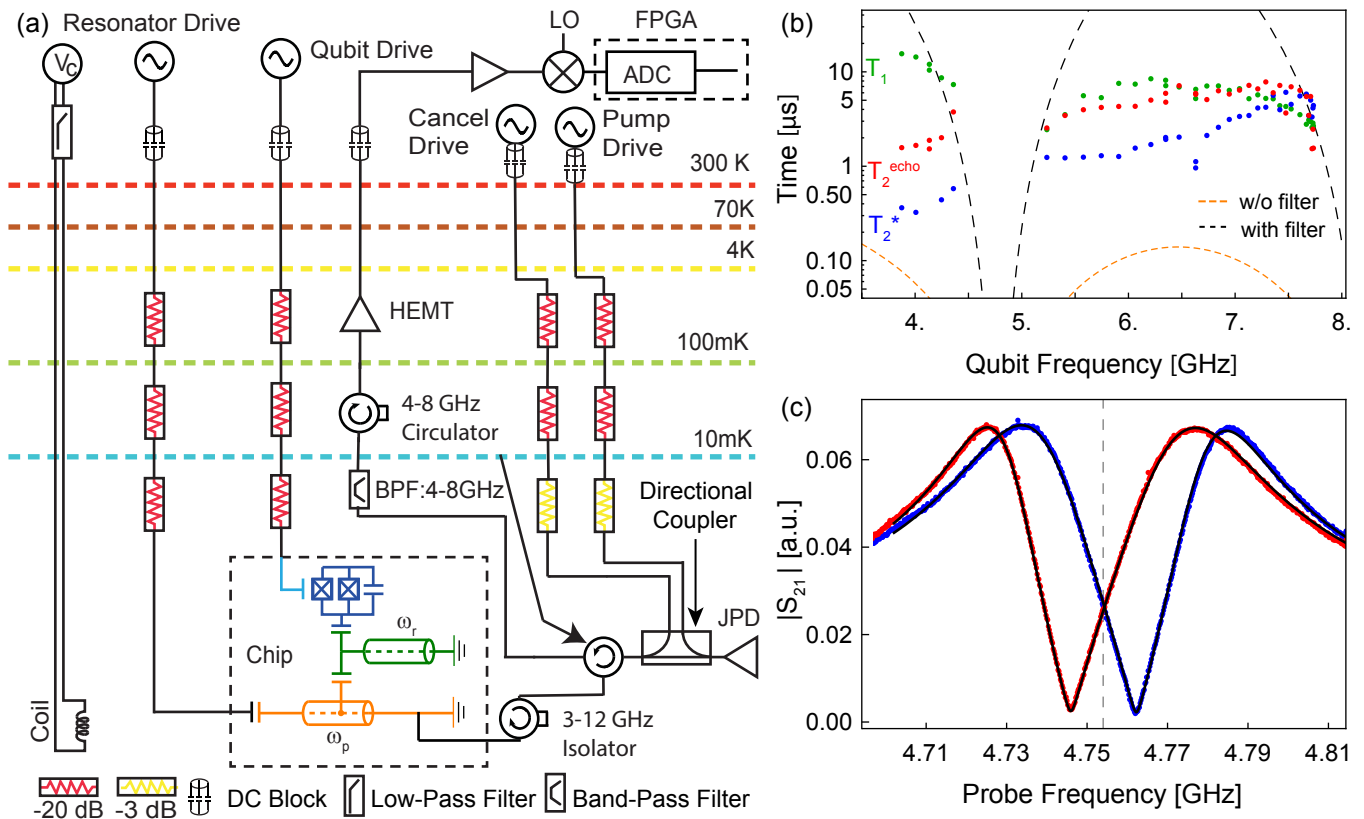 (a)
Resonator Drive
Qubit Drive
LO
FPGA
ADC
V_C
Cancel
Drive
Pump
Drive
300 K
70K
4K
HEMT
100mK
4-8 GHz
Circulator
10mK
BPF:4-8GHz
Directional
Coupler
JPD
Chip
ω_r
ω_p
3-12 GHz
Isolator
Coil
-20 dB
-3 dB
DC Block
Low-Pass Filter
Band-Pass Filter
(b)
Time [μs]
10
5
1
0.50
0.10
0.05
T_1
T_2^echo
T_2^*
w/o filter
with filter
4.
5.
6.
7.
8.
Qubit Frequency [GHz]
(c)
|S_21| [a.u.]
0.06
0.04
0.02
0.00
4.71
4.73
4.75
4.77
4.79
4.81
Probe Frequency [GHz]